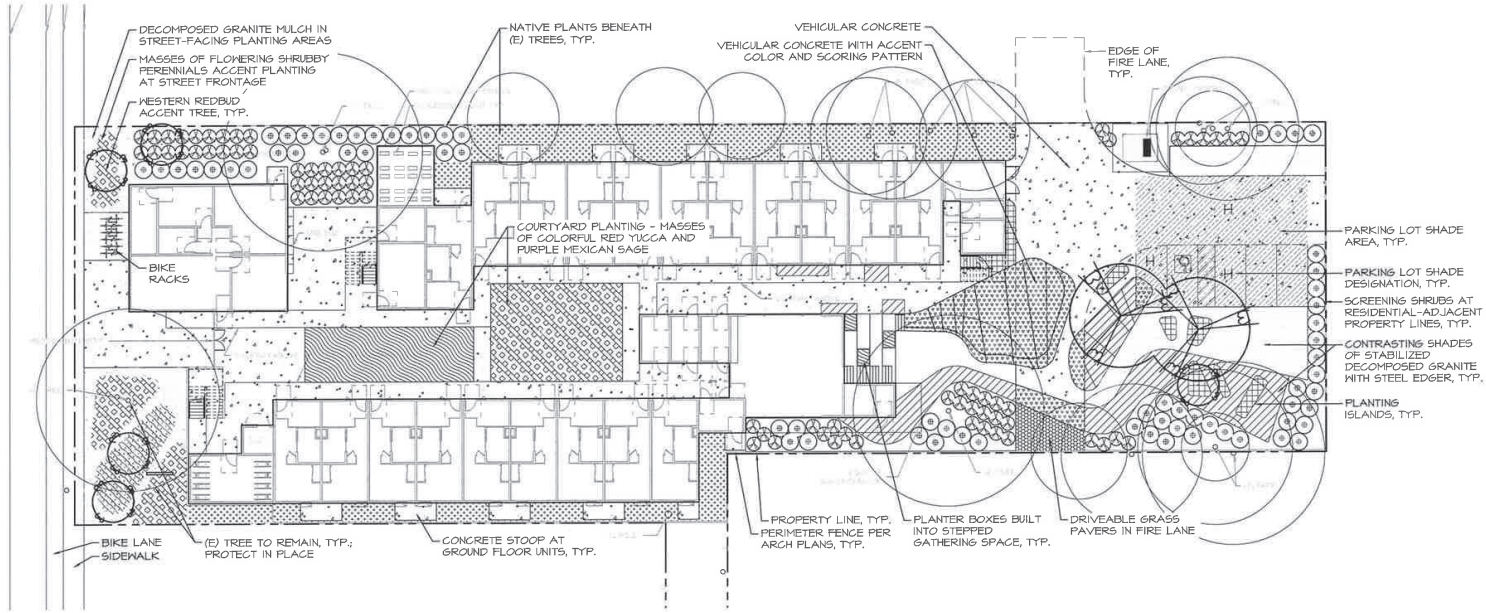 DECOMPOSED GRANITE MULCH IN
STREET-FACING PLANTING AREAS
MASSES OF FLOWERING SHRUBBY
PERENNIALS ACCENT PLANTING
AT STREET FRONTAGE
WESTERN REDBUD
ACCENT TREE, TYP.
NATIVE PLANTS BENEATH
(E) TREES, TYP.
VEHICULAR CONCRETE
VEHICULAR CONCRETE WITH ACCENT
COLOR AND SCORING PATTERN
EDGE OF
FIRE LANE,
TYP.
BIKE
RACKS
COURTYARD PLANTING - MASSES
OF COLORFUL RED YUCCA AND
PURPLE MEXICAN SAGE
H
H
H
PARKING LOT SHADE
AREA, TYP.
PARKING LOT SHADE
DESIGNATION, TYP.
SCREENING SHRUBS AT
RESIDENTIAL-ADJACENT
PROPERTY LINES, TYP.
CONTRASTING SHADES
OF STABILIZED
DECOMPOSED GRANITE
WITH STEEL EDGER, TYP.
PLANTING
ISLANDS, TYP.
BIKE LANE
SIDEWALK
(E) TREE TO REMAIN, TYP.;
PROTECT IN PLACE
CONCRETE STOOP AT
GROUND FLOOR UNITS, TYP.
PROPERTY LINE, TYP.
PERIMETER FENCE PER
ARCH PLANS, TYP.
PLANTER BOXES BUILT
INTO STEPPED
GATHERING SPACE, TYP.
DRIVEABLE GRASS
PAVERS IN FIRE LANE